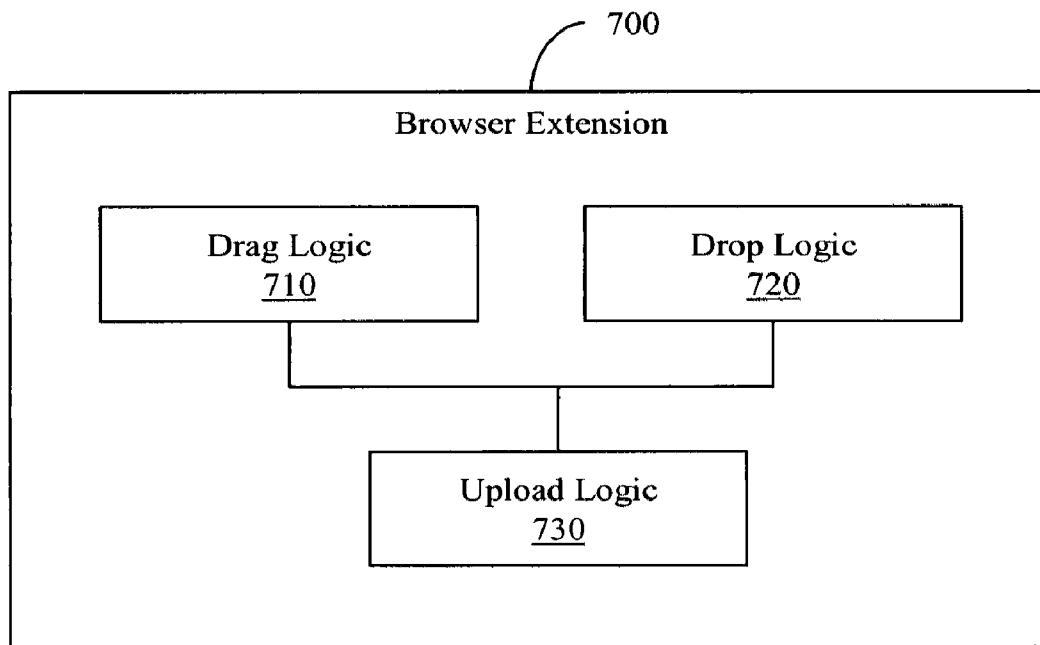 700
Browser Extension
Drag Logic
710
Drop Logic
720
Upload Logic
730